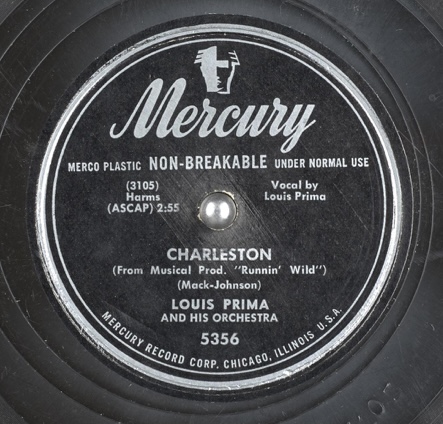 Mercury
MERCO PLASTIC NON-BREAKABLE UNDER NORMAL USE
(3105)
Harms
(ASCAP) 2:55
Vocal by
Louis Prima
CHARLESTON
(From Musical Prod. "Runnin' Wild")
(Mack-Johnson)
LOUIS PRIMA
AND HIS ORCHESTRA
5356
MERCURY RECORD CORP. CHICAGO, ILLINOIS U.S.A.